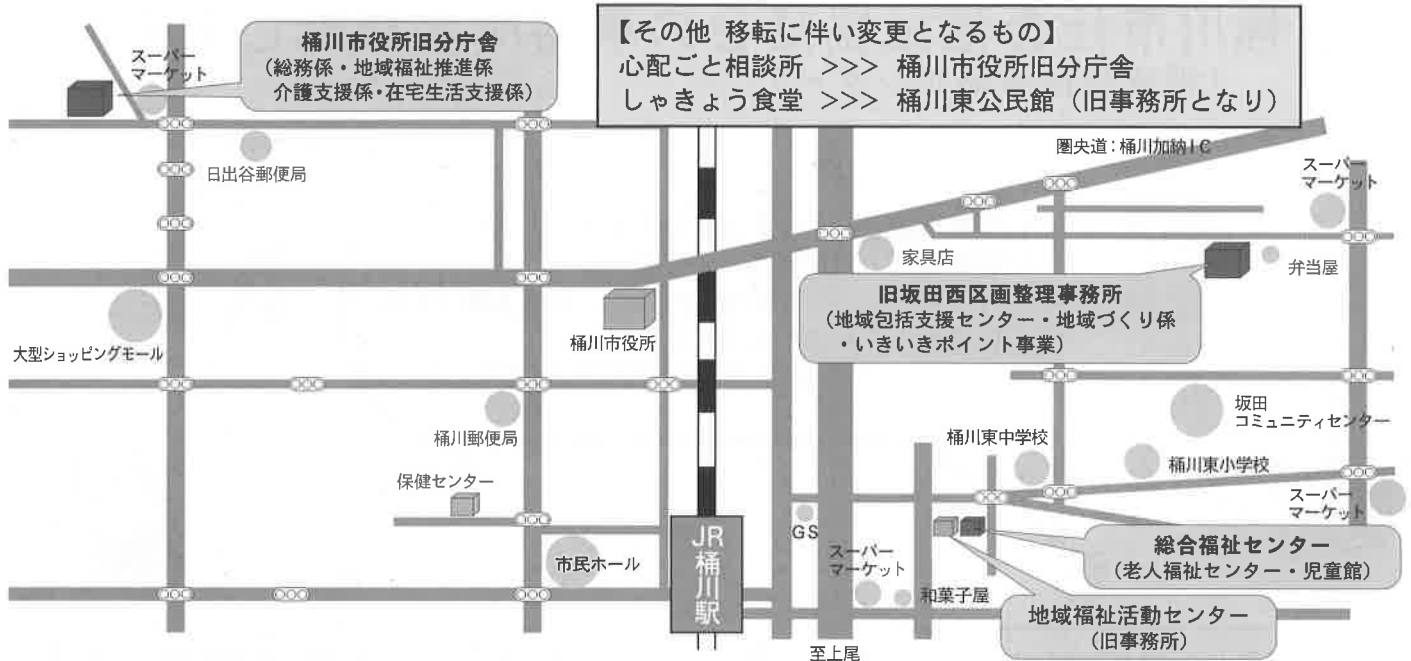 【その他 移転に伴い変更となるもの】
心配ごと相談所 >>> 桶川市役所旧分庁舎
しゃきょう食堂 >>> 桶川東公民館（旧事務所となり）
桶川市役所旧分庁舎
（総務係・地域福祉推進係
介護支援係・在宅生活支援係）
スーパー
マーケット
日出谷郵便局
圏央道：桶川加納IC
スーパー
マーケット
家具店
弁当屋
旧坂田西区画整理事務所
（地域包括支援センター・地域づくり係
・いきいきポイント事業）
大型ショッピングモール
桶川市役所
桶川郵便局
坂田
コミュニティセンター
桶川東中学校
桶川東小学校
保健センター
スーパー
マーケット
JR桶川駅
GS
市民ホール
スーパー
マーケット
和菓子屋
総合福祉センター
（老人福祉センター・児童館）
地域福祉活動センター
（旧事務所）
至上尾